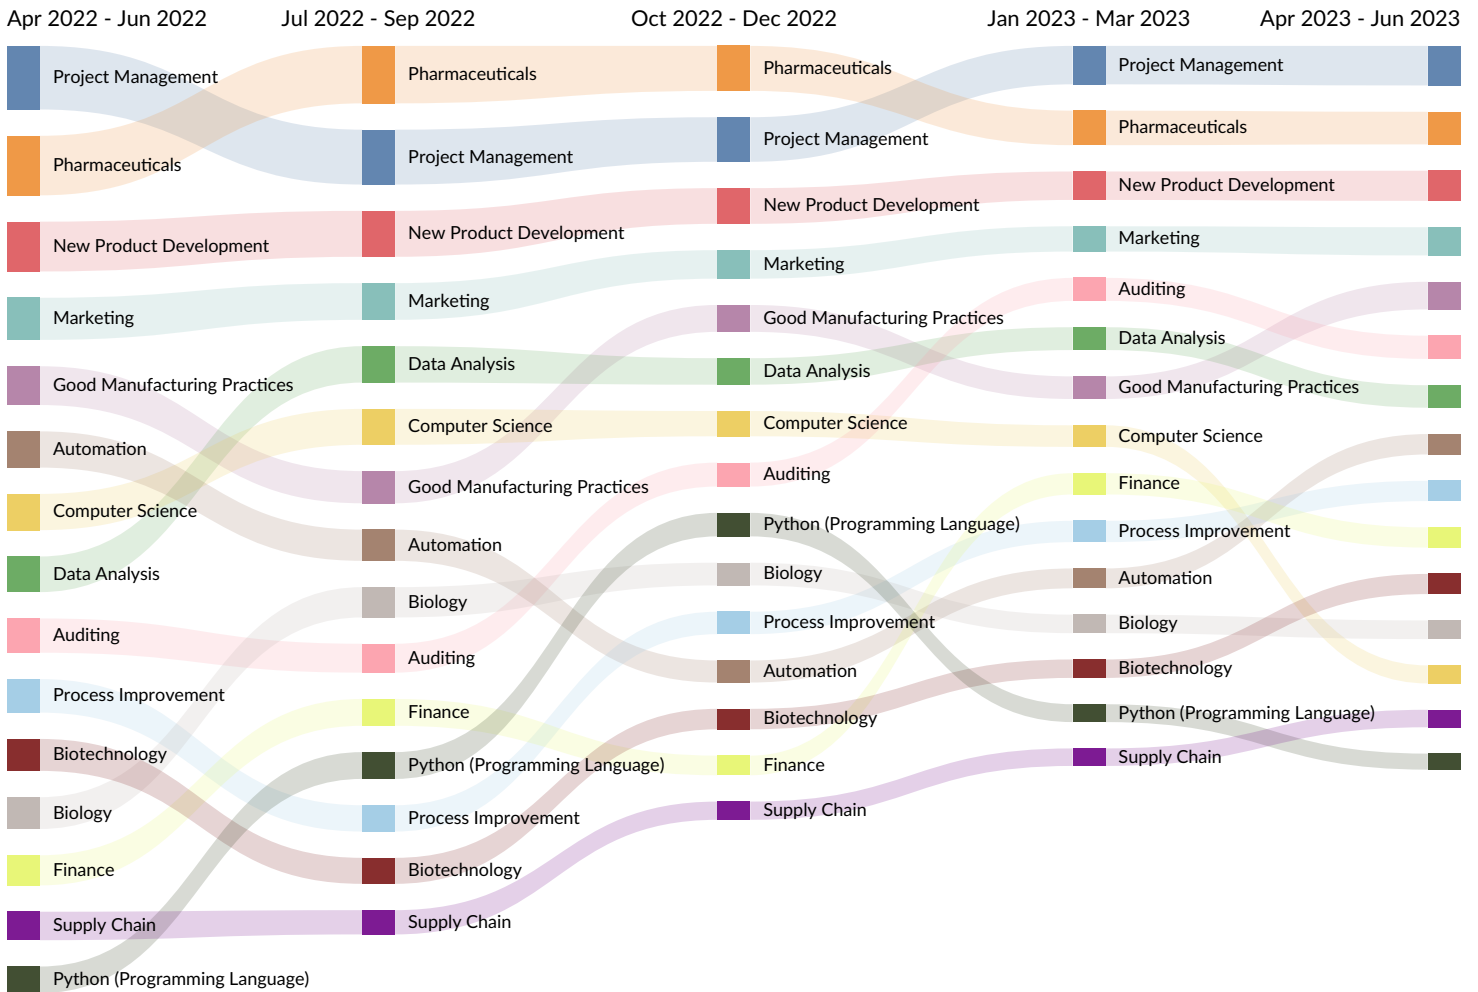 Apr 2022 - Jun 2022
Jul 2022 - Sep 2022
Oct 2022 - Dec 2022
Jan 2023 - Mar 2023
Apr 2023 - Jun 2023
Project Management
Pharmaceuticals
New Product Development
Marketing
Good Manufacturing Practices
Automation
Computer Science
Data Analysis
Auditing
Process Improvement
Biotechnology
Biology
Finance
Supply Chain
Python (Programming Language)
Pharmaceuticals
Project Management
New Product Development
Marketing
Data Analysis
Computer Science
Good Manufacturing Practices
Automation
Biology
Auditing
Finance
Python (Programming Language)
Process Improvement
Biotechnology
Supply Chain
Pharmaceuticals
Project Management
New Product Development
Marketing
Good Manufacturing Practices
Data Analysis
Computer Science
Auditing
Python (Programming Language)
Biology
Process Improvement
Automation
Biotechnology
Finance
Supply Chain
Project Management
Pharmaceuticals
New Product Development
Marketing
Auditing
Data Analysis
Good Manufacturing Practices
Computer Science
Finance
Process Improvement
Automation
Biology
Biotechnology
Python (Programming Language)
Supply Chain